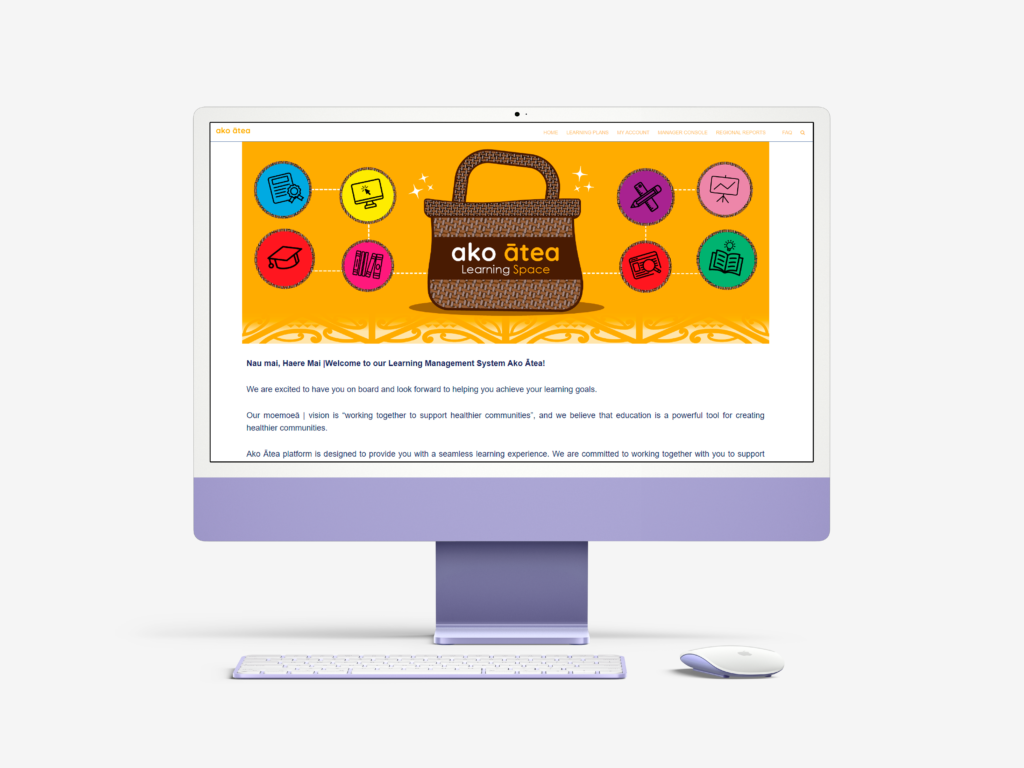 ako ātea
HOME LEARNING PLANS MY ACCOUNT MANAGER CONSOLE REGIONAL REPORTS FAQ
ako ātea
Learning Space
Nau mai, Haere Mai |Welcome to our Learning Management System Ako Ātea!
We are excited to have you on board and look forward to helping you achieve your learning goals.
Our moemoeā | vision is “working together to support healthier communities”, and we believe that education is a powerful tool for creating
healthier communities.
Ako Ātea platform is designed to provide you with a seamless learning experience. We are committed to working together with you to support